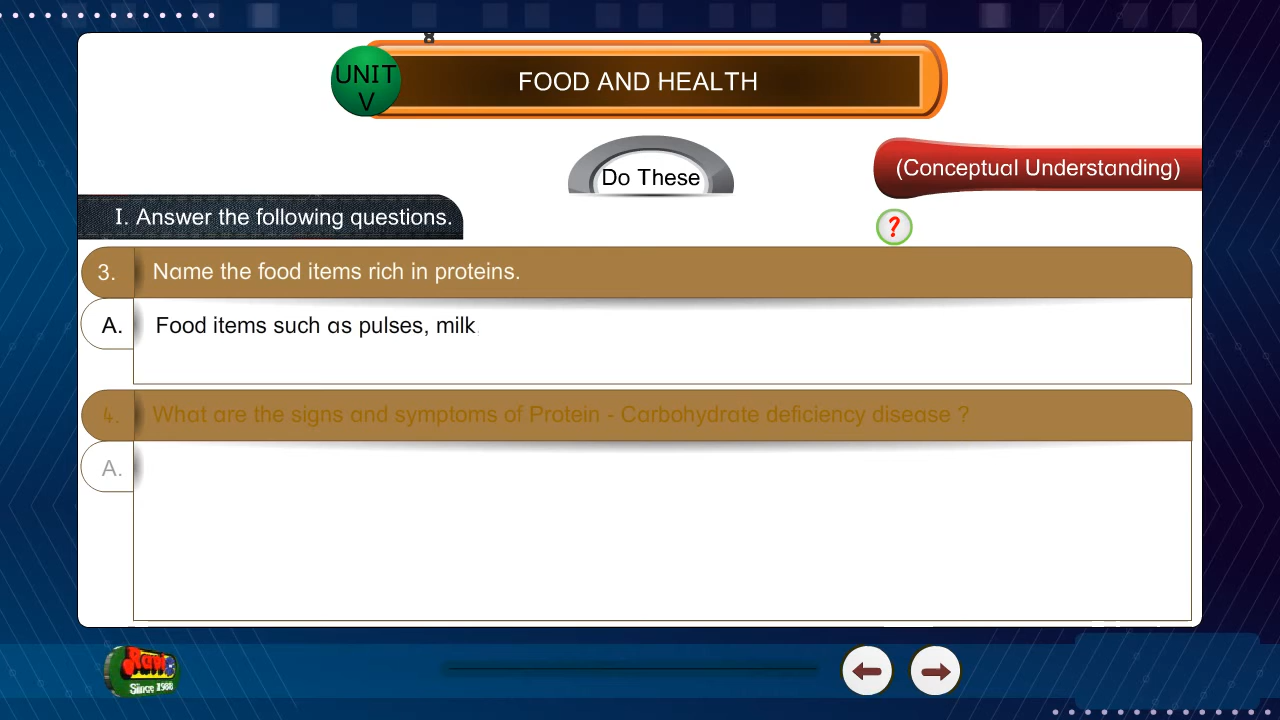 UNIT
V
FOOD AND HEALTH
Do These
(Conceptual Understanding)
I. Answer the following questions.
?
3. Name the food items rich in proteins.
A. Food items such as pulses, milk
4. What are the signs and symptoms of Protein - Carbohydrate deficiency disease ?
A.
Since 1968